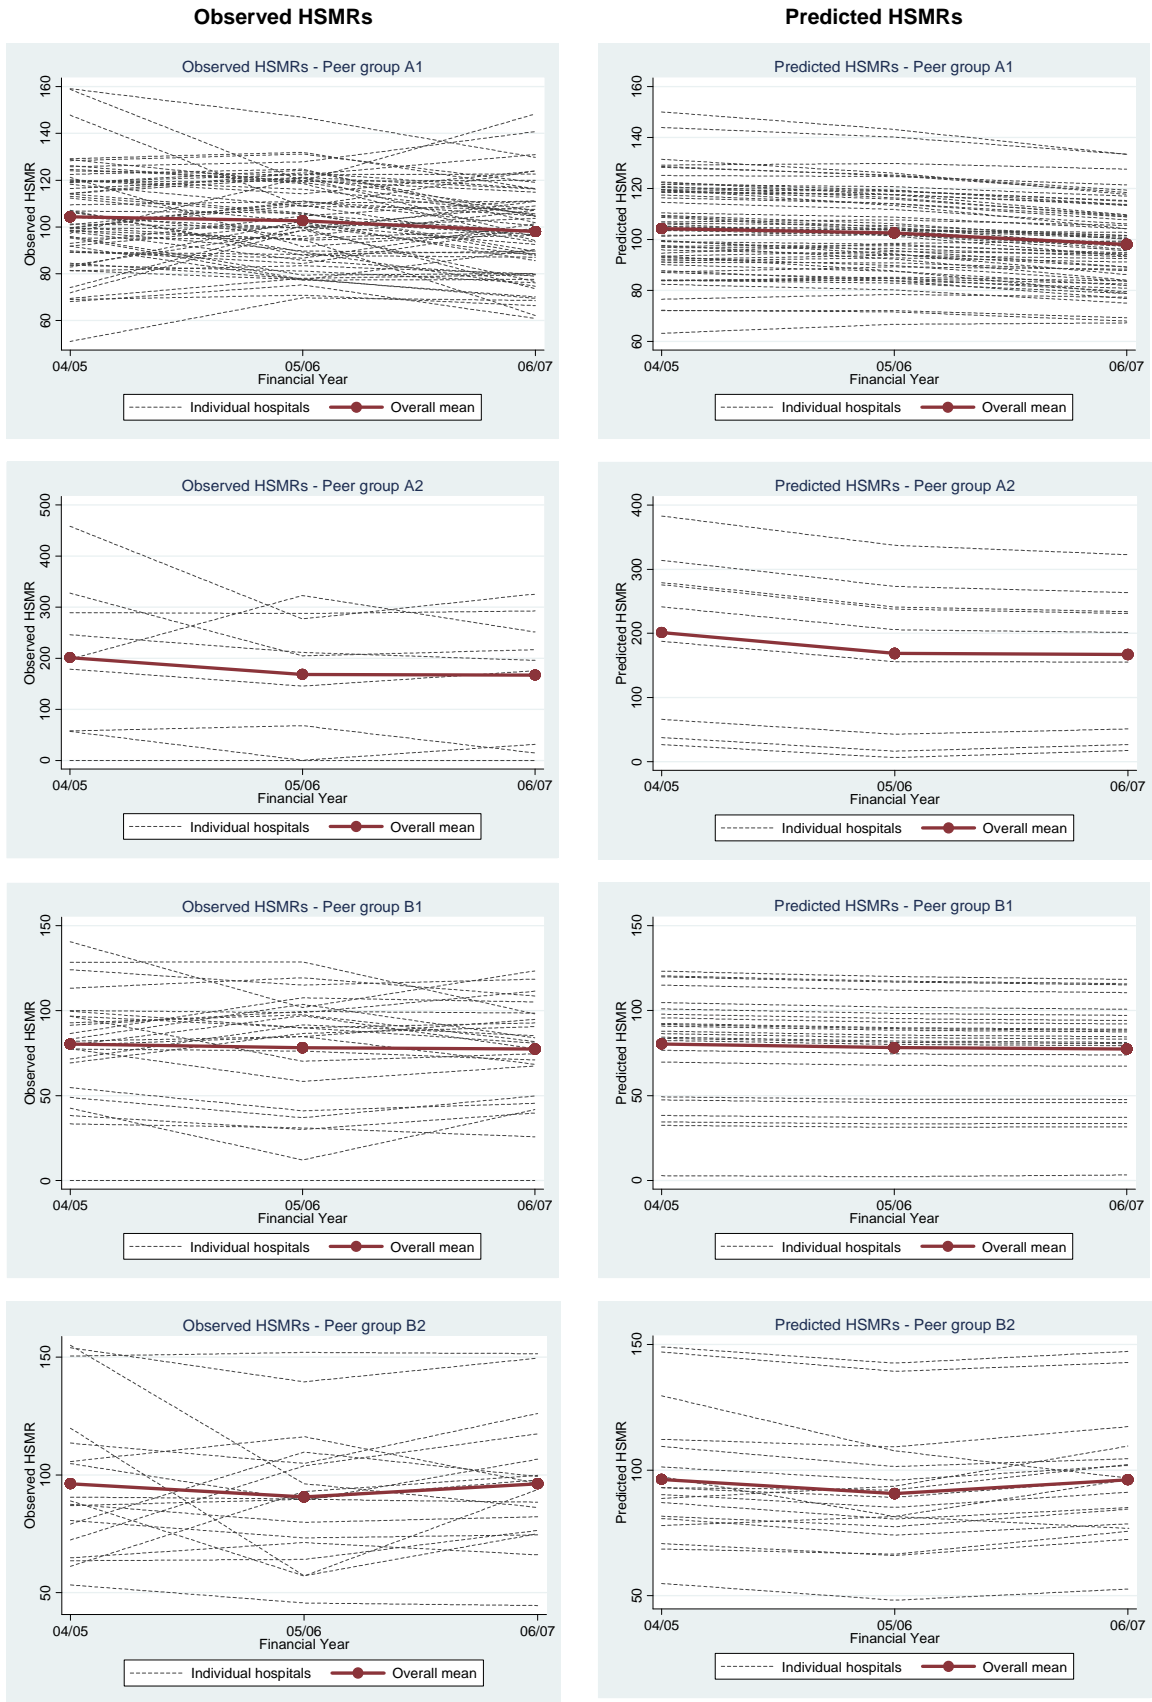 Observed HSMRs
Predicted HSMRs
Observed HSMRs - Peer group A1
Observed HSMR
160
140
120
100
80
60
04/05
05/06
06/07
Financial Year
Individual hospitals
Overall mean
Predicted HSMRs - Peer group A1
Predicted HSMR
160
140
120
100
80
60
04/05
05/06
06/07
Financial Year
Individual hospitals
Overall mean
Observed HSMRs - Peer group A2
Observed HSMR
500
400
300
200
100
0
04/05
05/06
06/07
Financial Year
Individual hospitals
Overall mean
Predicted HSMRs - Peer group A2
Predicted HSMR
400
300
200
100
0
04/05
05/06
06/07
Financial Year
Individual hospitals
Overall mean
Observed HSMRs - Peer group B1
Observed HSMR
150
100
50
0
04/05
05/06
06/07
Financial Year
Individual hospitals
Overall mean
Predicted HSMRs - Peer group B1
Predicted HSMR
150
100
50
0
04/05
05/06
06/07
Financial Year
Individual hospitals
Overall mean
Observed HSMRs - Peer group B2
Observed HSMR
150
100
50
04/05
05/06
06/07
Financial Year
Individual hospitals
Overall mean
Predicted HSMRs - Peer group B2
Predicted HSMR
150
100
50
04/05
05/06
06/07
Financial Year
Individual hospitals
Overall mean